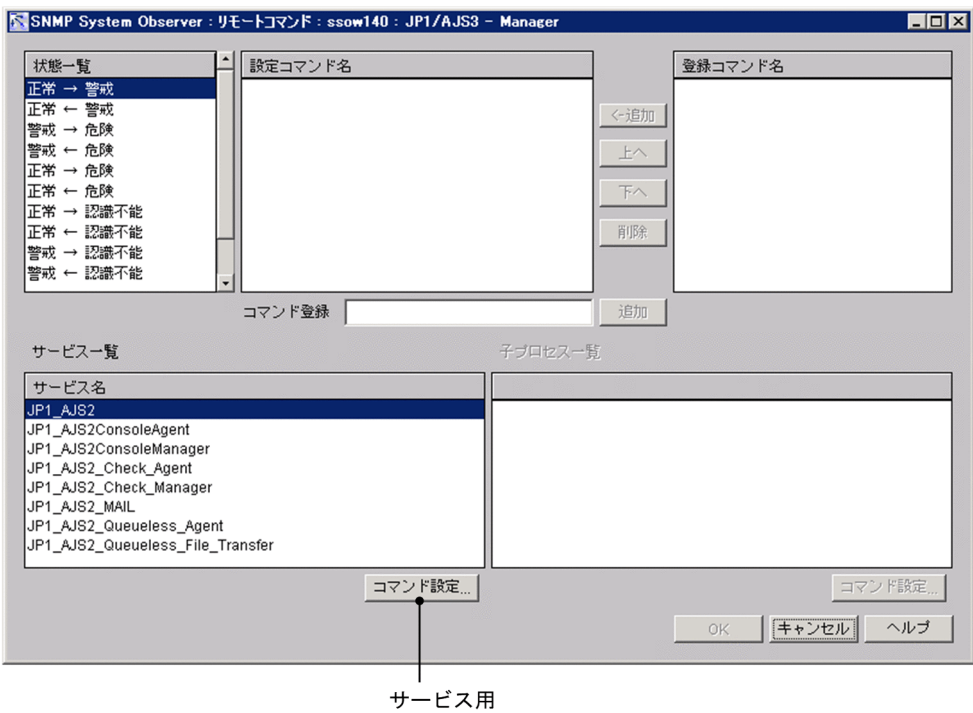 SNMP System Observer : リモートコマンド : ssow140 : JP1/AJS3 - Manager
状態一覧
正常 → 警戒
正常 ← 警戒
警戒 → 危険
警戒 ← 危険
正常 → 危険
正常 ← 危険
正常 → 認識不能
正常 ← 認識不能
警戒 → 認識不能
警戒 ← 認識不能
設定コマンド名
<-追加
上へ
下へ
削除
登録コマンド名
コマンド登録
追加
サービス一覧
子プロセス一覧
サービス名
JP1_AJS2
JP1_AJS2ConsoleAgent
JP1_AJS2ConsoleManager
JP1_AJS2_Check_Agent
JP1_AJS2_Check_Manager
JP1_AJS2_MAIL
JP1_AJS2_Queueless_Agent
JP1_AJS2_Queueless_File_Transfer
コマンド設定...
コマンド設定...
OK
キャンセル
ヘルプ
サービス用